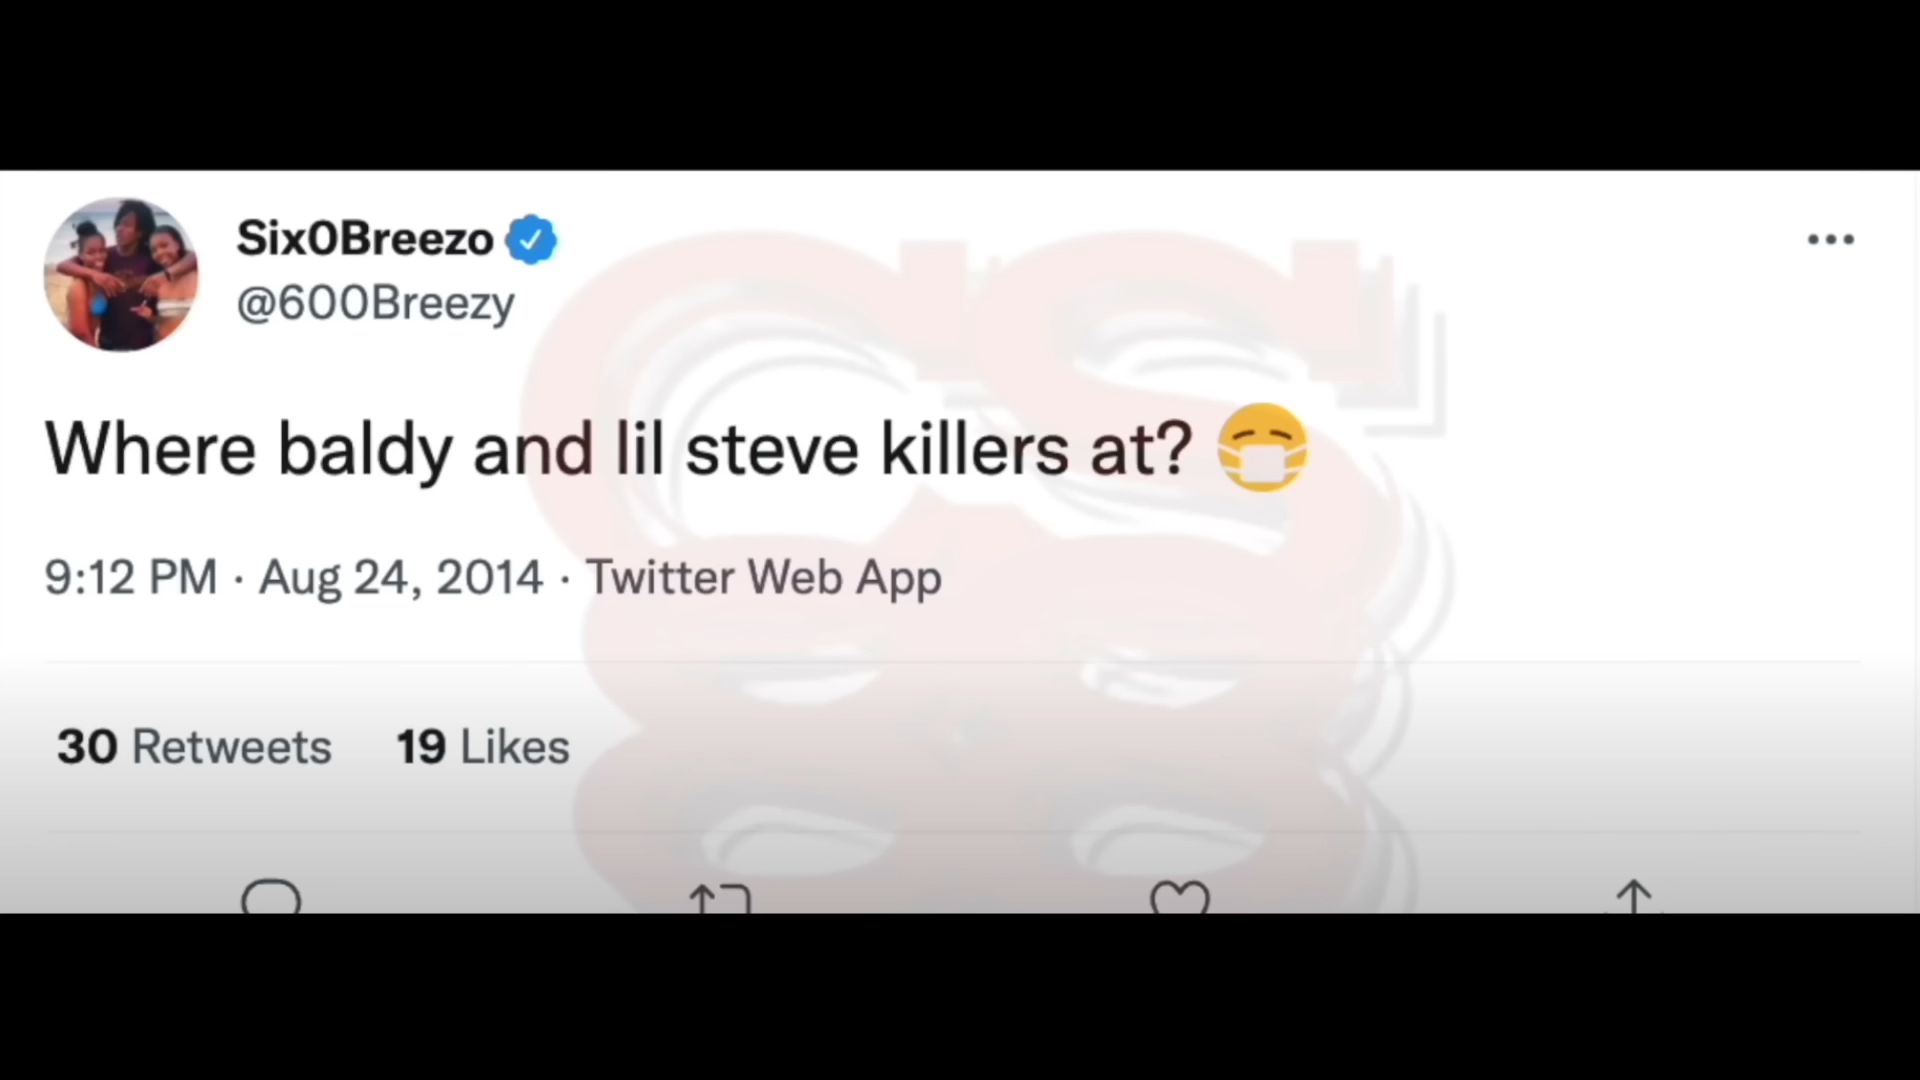 Six0Breezo
@600Breezy
Where baldy and lil steve killers at? 😷
9:12 PM · Aug 24, 2014 · Twitter Web App
30 Retweets 19 Likes